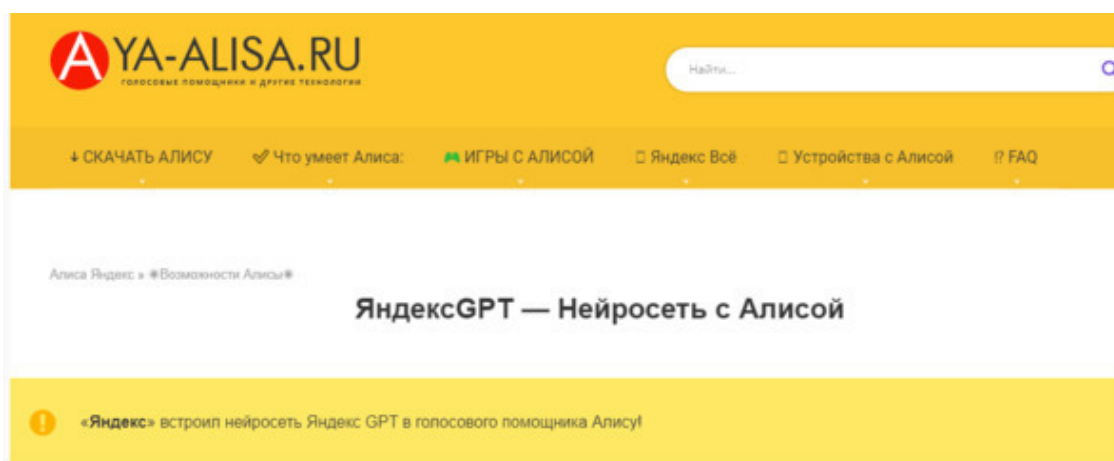 YA-ALISA.RU
ГОЛОСОВЫЕ ПОМОЩНИКИ И ДРУГИЕ ТЕХНОЛОГИИ
Найти...
СКАЧАТЬ АЛИСУ Что умеет Алиса: ИГРЫ С АЛИСОЙ Яндекс Всё Устройства с Алисой ⁉ FAQ
Алиса Яндекс » ☀Возможности Алисы☀
ЯндексGPT — Нейросеть с Алисой
«Яндекс» встроил нейросеть Яндекс GPT в голосового помощника Алису!